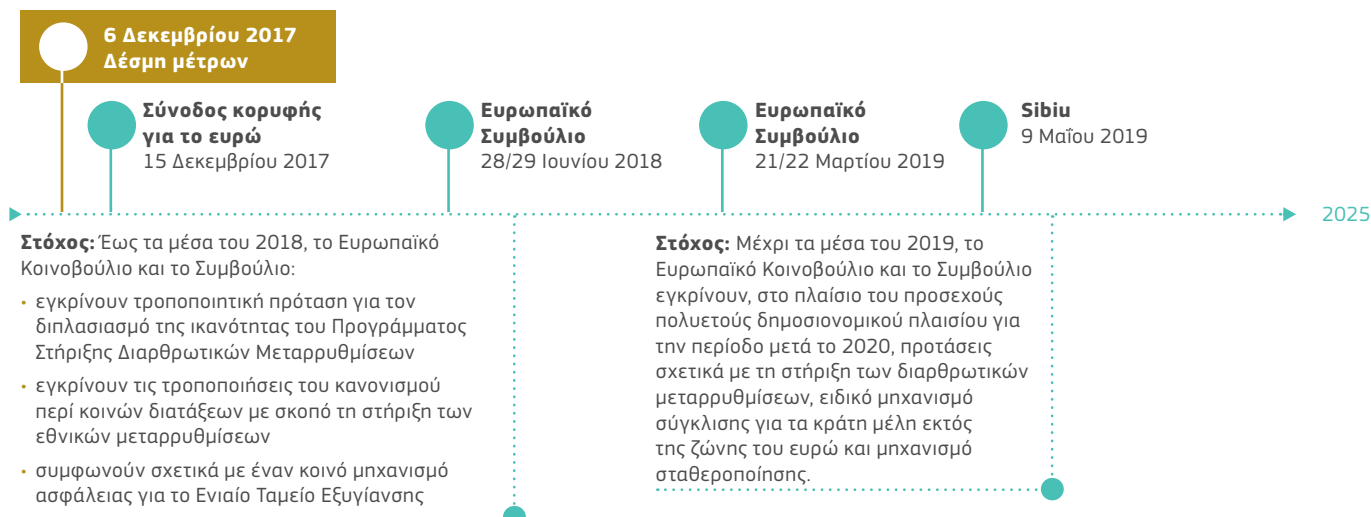 6 Δεκεμβρίου 2017
Δέσμη μέτρων
Σύνοδος κορυφής
για το ευρώ
15 Δεκεμβρίου 2017
Ευρωπαϊκό
Συμβούλιο
28/29 Ιουνίου 2018
Ευρωπαϊκό
Συμβούλιο
21/22 Μαρτίου 2019
Sibiu
9 Μαΐου 2019
2025
Στόχος: Έως τα μέσα του 2018, το Ευρωπαϊκό
Κοινοβούλιο και το Συμβούλιο:
• εγκρίνουν τροποποιητική πρόταση για τον
διπλασιασμό της ικανότητας του Προγράμματος
Στήριξης Διαρθρωτικών Μεταρρυθμίσεων
• εγκρίνουν τις τροποποιήσεις του κανονισμού
περί κοινών διατάξεων με σκοπό τη στήριξη των
εθνικών μεταρρυθμίσεων
• συμφωνούν σχετικά με έναν κοινό μηχανισμό
ασφάλειας για το Ενιαίο Ταμείο Εξυγίανσης
Στόχος: Μέχρι τα μέσα του 2019, το
Ευρωπαϊκό Κοινοβούλιο και το Συμβούλιο
εγκρίνουν, στο πλαίσιο του προσεχούς
πολυετούς δημοσιονομικού πλαισίου για
την περίοδο μετά το 2020, προτάσεις
σχετικά με τη στήριξη των διαρθρωτικών
μεταρρυθμίσεων, ειδικό μηχανισμό
σύγκλισης για τα κράτη μέλη εκτός
της ζώνης του ευρώ και μηχανισμό
σταθεροποίησης.